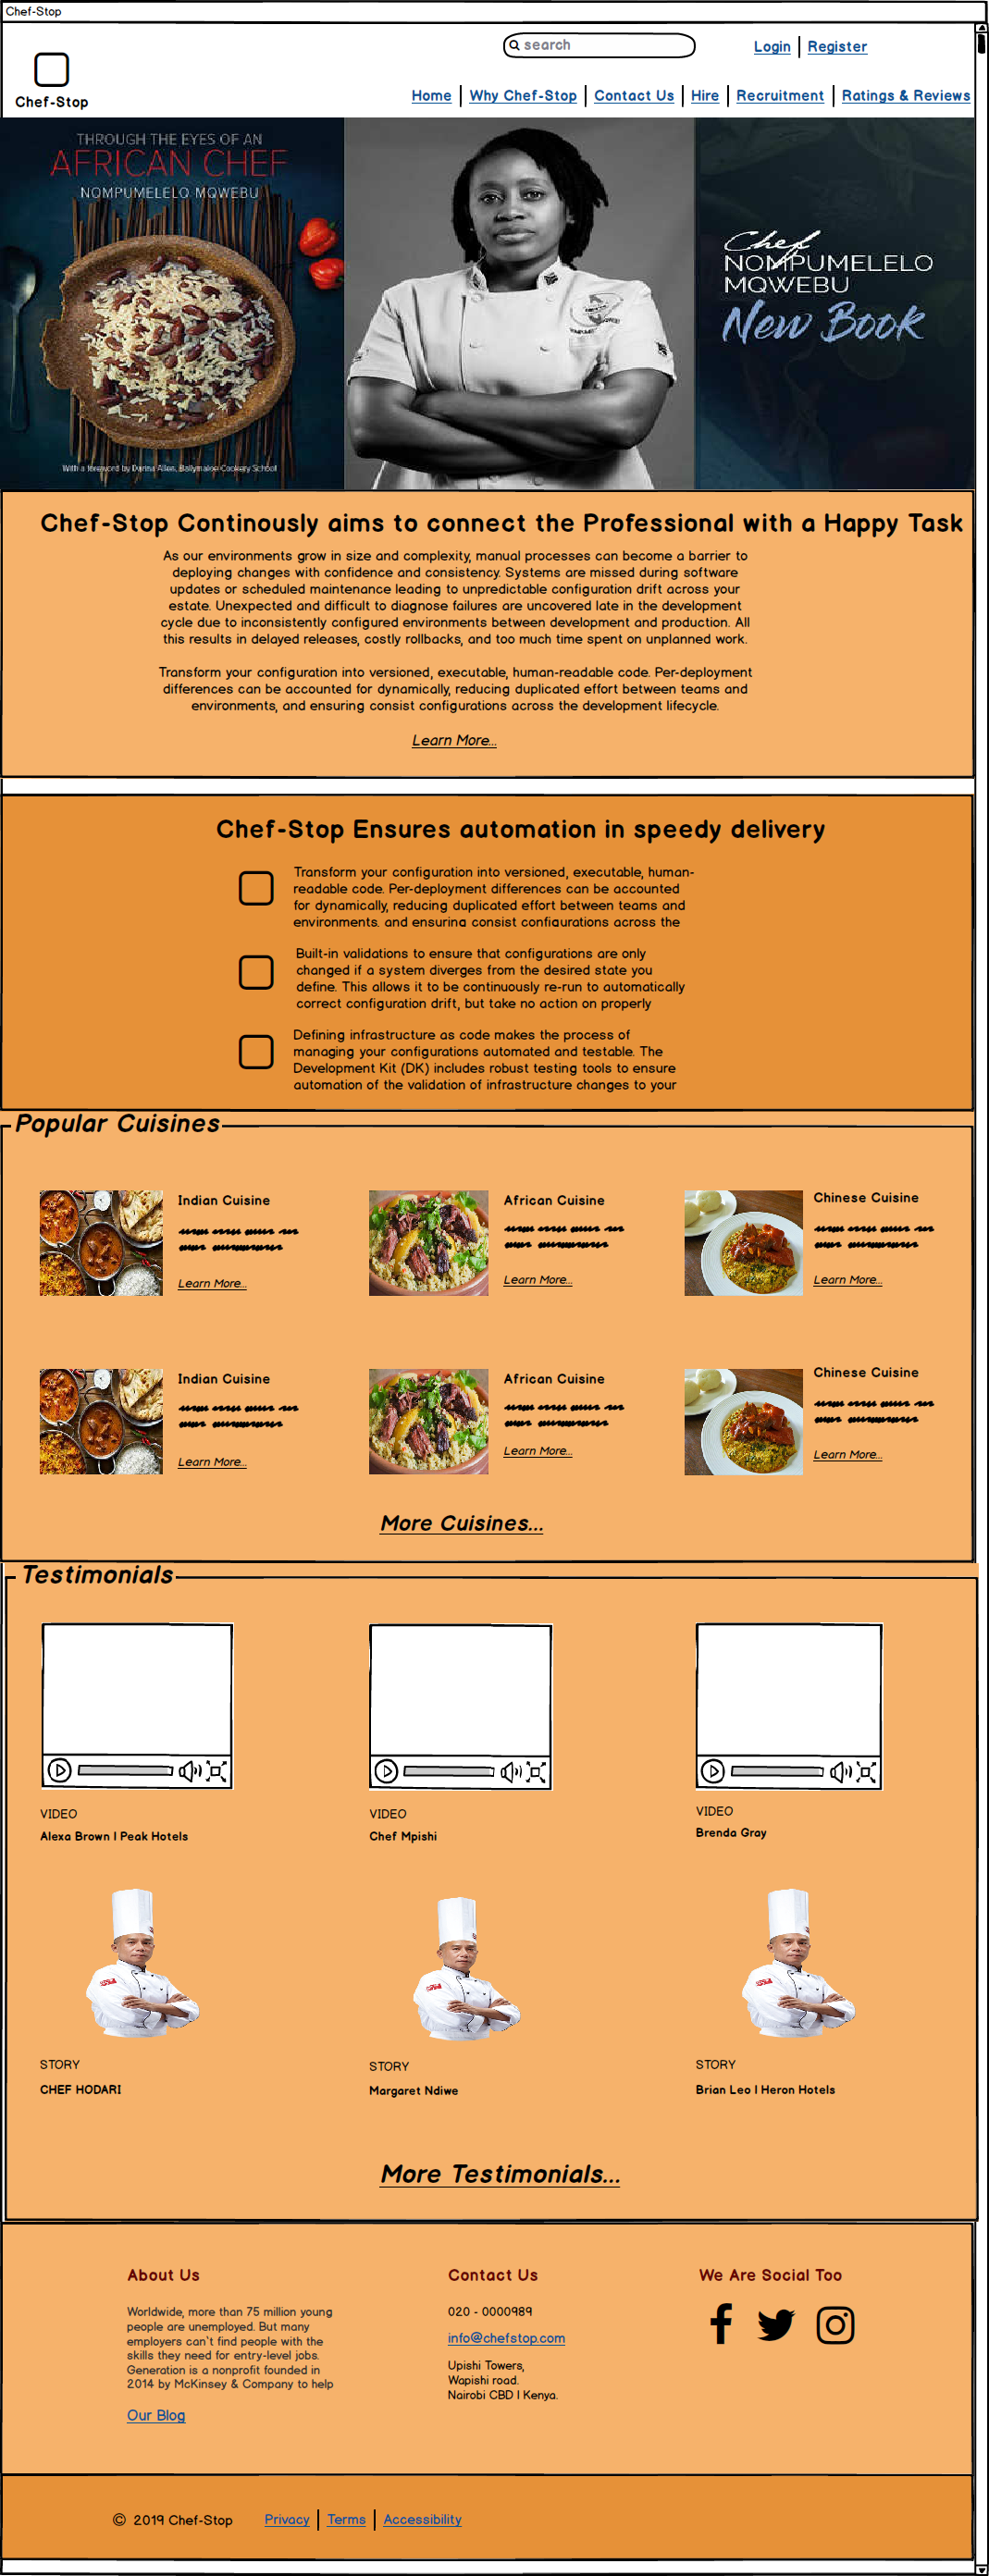 Chef-Stop
search
Login | Register
Chef-Stop
Home | Why Chef-Stop | Contact Us | Hire | Recruitment | Ratings & Reviews
THROUGH THE EYES OF AN
AFRICAN CHEF
NOMPUMELELO MQWEBU
With a foreword by Darina Allen, Ballymaloe Cookery School
Chef
NOMPUMELELO
MQWEBU
New Book
Chef-Stop Continously aims to connect the Professional with a Happy Task
As our environments grow in size and complexity, manual processes can become a barrier to
deploying changes with confidence and consistency. Systems are missed during software
updates or scheduled maintenance leading to unpredictable configuration drift across your
estate. Unexpected and difficult to diagnose failures are uncovered late in the development
cycle due to inconsistently configured environments between development and production. All
this results in delayed releases, costly rollbacks, and too much time spent on unplanned work.
Transform your configuration into versioned, executable, human-readable code. Per-deployment
differences can be accounted for dynamically, reducing duplicated effort between teams and
environments, and ensuring consist configurations across the development lifecycle.
Learn More...
Chef-Stop Ensures automation in speedy delivery
Transform your configuration into versioned, executable, human-
readable code. Per-deployment differences can be accounted
for dynamically, reducing duplicated effort between teams and
environments, and ensuring consist configurations across the
Built-in validations to ensure that configurations are only
changed if a system diverges from the desired state you
define. This allows it to be continuously re-run to automatically
correct configuration drift, but take no action on properly
Defining infrastructure as code makes the process of
managing your configurations automated and testable. The
Development Kit (DK) includes robust testing tools to ensure
automation of the validation of infrastructure changes to your
Popular Cuisines
Indian Cuisine
Learn More...
African Cuisine
Learn More...
Chinese Cuisine
Learn More...
Indian Cuisine
Learn More...
African Cuisine
Learn More...
Chinese Cuisine
Learn More...
More Cuisines...
Testimonials
VIDEO
Alexa Brown | Peak Hotels
VIDEO
Chef Mpishi
VIDEO
Brenda Gray
STORY
CHEF HODARI
STORY
Margaret Ndiwe
STORY
Brian Leo | Heron Hotels
More Testimonials...
About Us
Worldwide, more than 75 million young
people are unemployed. But many
employers can't find people with the
skills they need for entry-level jobs.
Generation is a nonprofit founded in
2014 by McKinsey & Company to help
Our Blog
Contact Us
020 - 0000989
info@chefstop.com
Upishi Towers,
Wapishi road.
Nairobi CBD | Kenya.
We Are Social Too
© 2019 Chef-Stop
Privacy | Terms | Accessibility